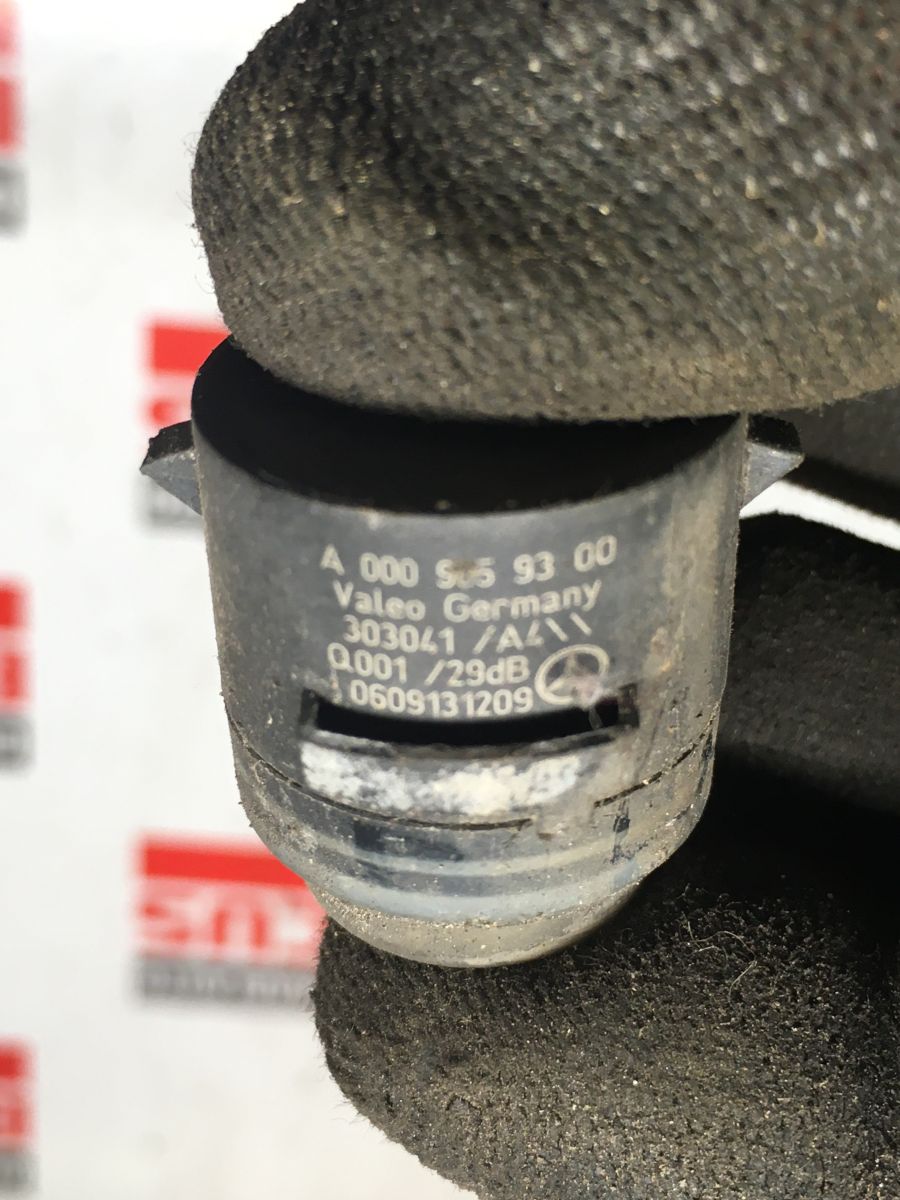 A 000 905 93 00
Valeo Germany
303041 /A4\\
Q001 /29dB
0609131209